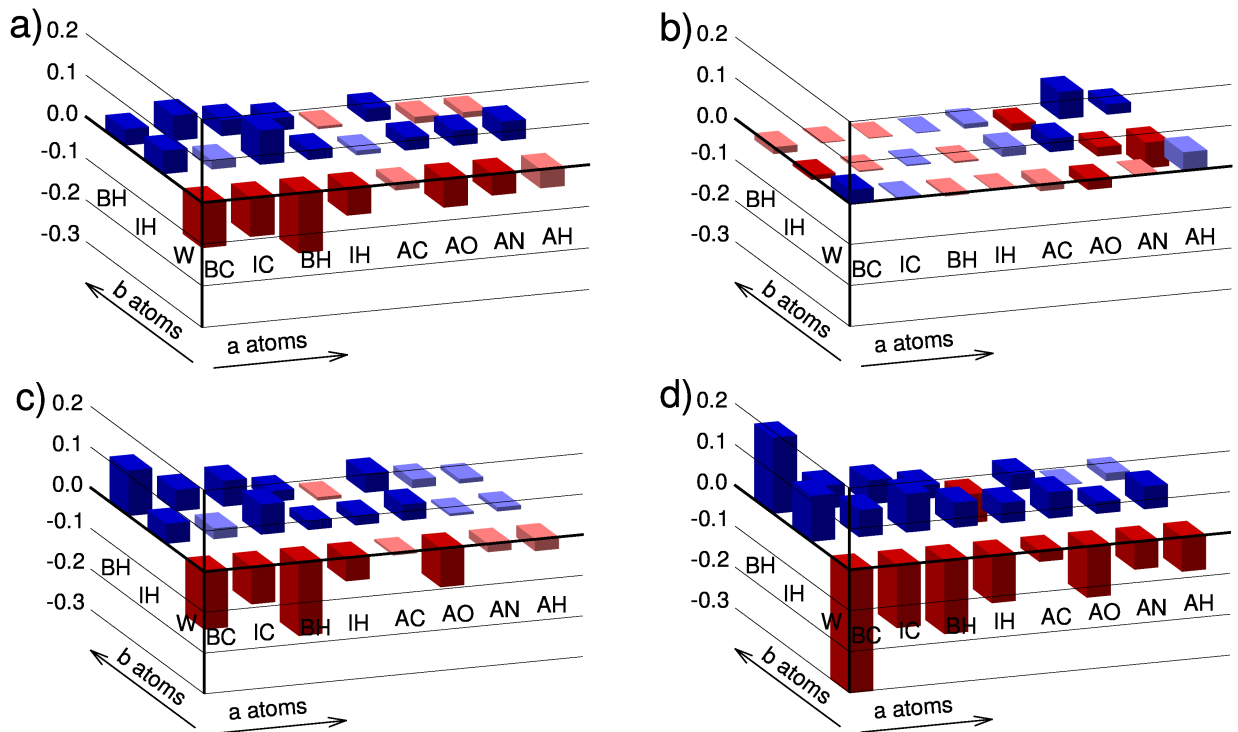 a)
0.2
0.1
0.0
-0.1
-0.2
-0.3
BH
IH
W
BC IC BH IH AC AO AN AH
b atoms
a atoms
b)
0.2
0.1
0.0
-0.1
-0.2
-0.3
BH
IH
W
BC IC BH IH AC AO AN AH
b atoms
a atoms
c)
0.2
0.1
0.0
-0.1
-0.2
-0.3
BH
IH
W
BC IC BH IH AC AO AN AH
b atoms
a atoms
d)
0.2
0.1
0.0
-0.1
-0.2
-0.3
BH
IH
W
BC IC BH IH AC AO AN AH
b atoms
a atoms